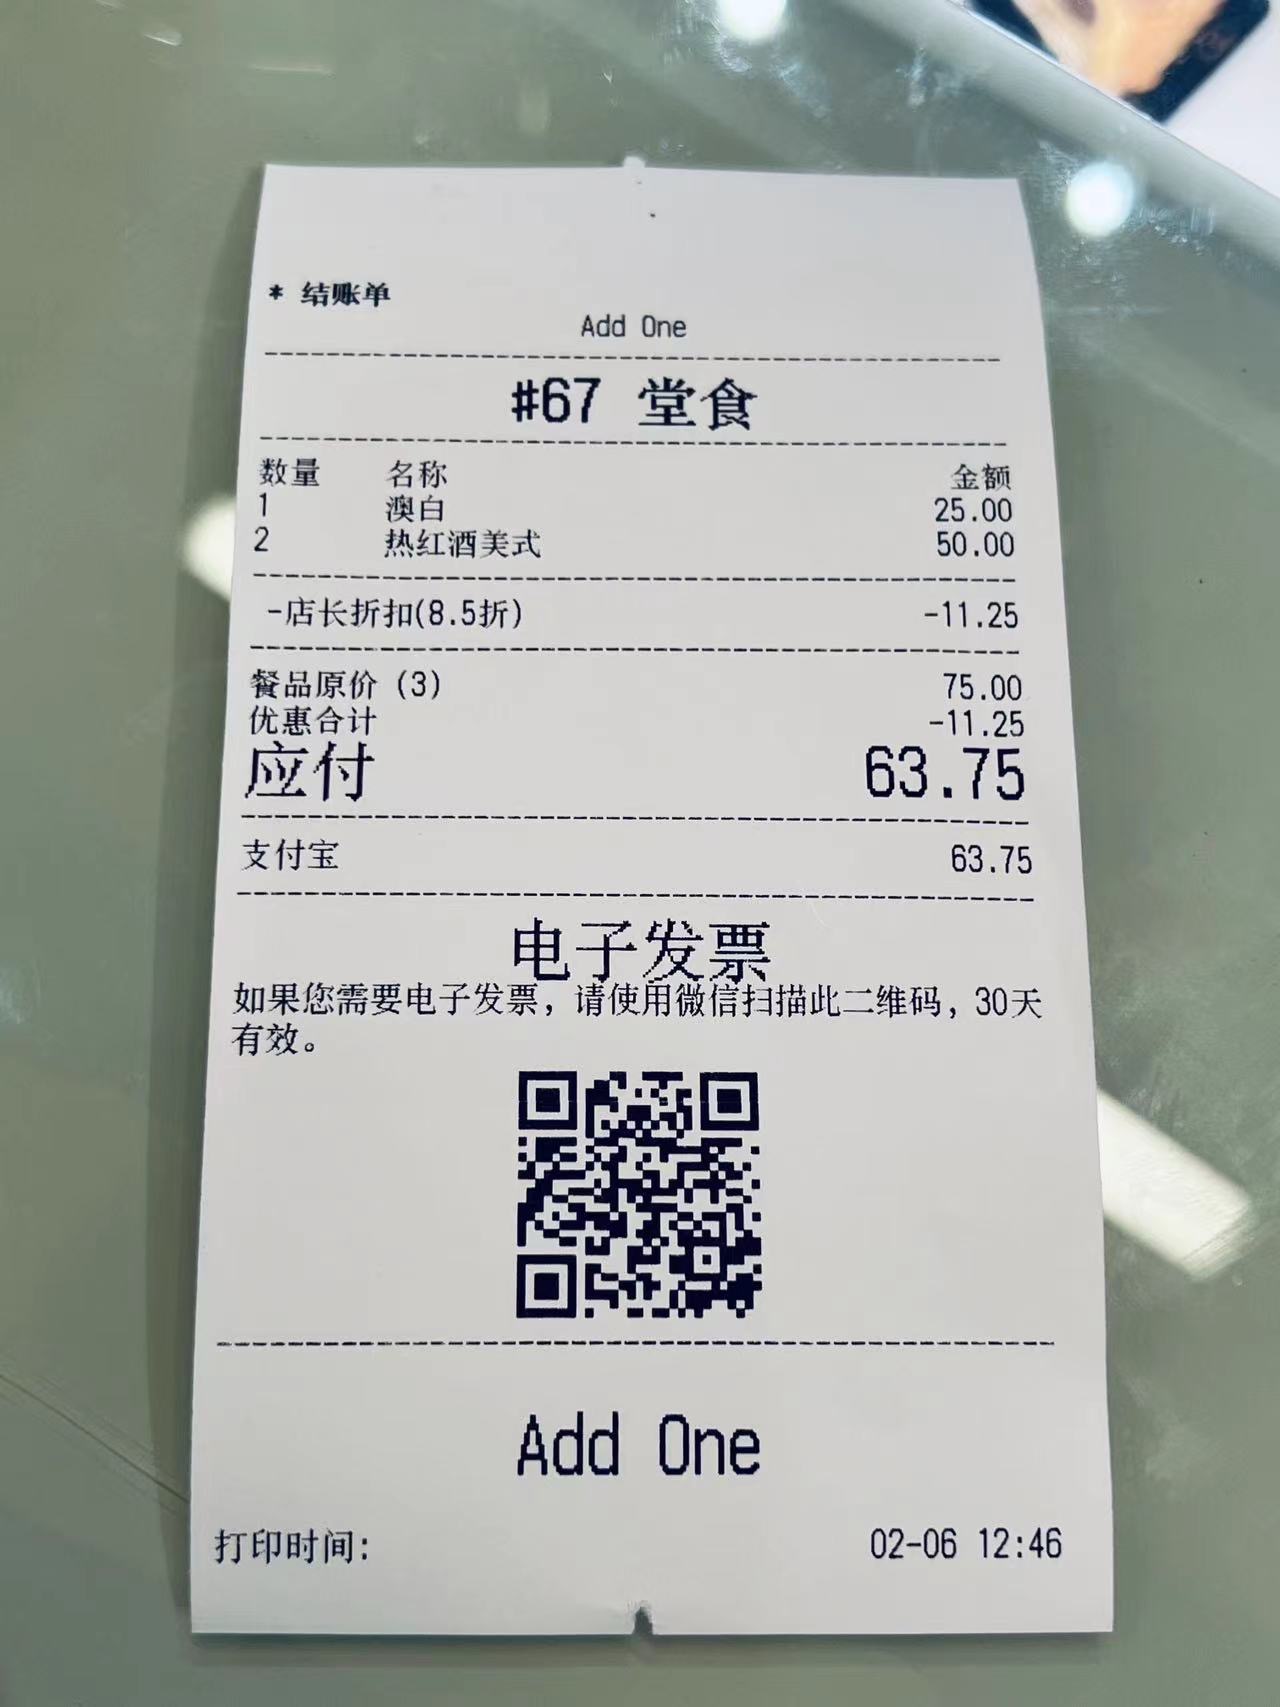 * 结账单
Add One
#67 堂食
数量 名称 金额
1 澳白 25.00
2 热红酒美式 50.00
-店长折扣(8.5折) -11.25
餐品原价 (3) 75.00
优惠合计 -11.25
应付 63.75
支付宝 63.75
电子发票
如果您需要电子发票，请使用微信扫描此二维码，30天
有效。
Add One
打印时间: 02-06 12:46